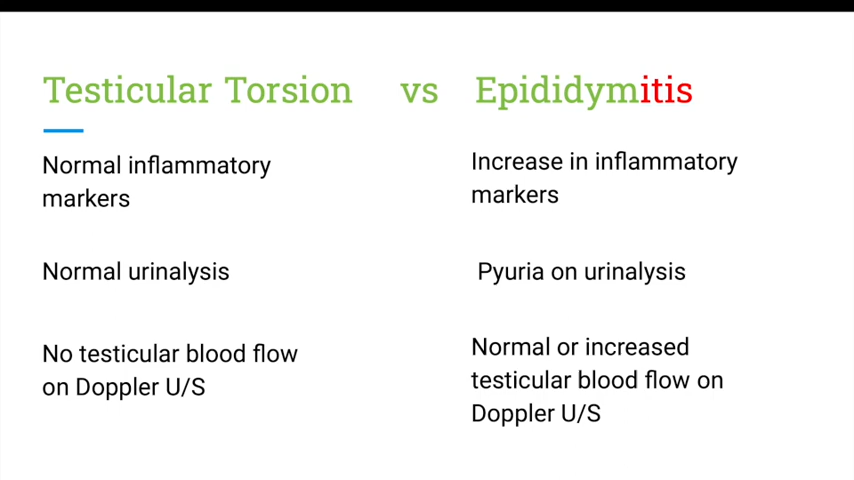 Testicular Torsion vs Epididymitis
Normal inflammatory
markers
Increase in inflammatory
markers
Normal urinalysis
Pyuria on urinalysis
No testicular blood flow
on Doppler U/S
Normal or increased
testicular blood flow on
Doppler U/S